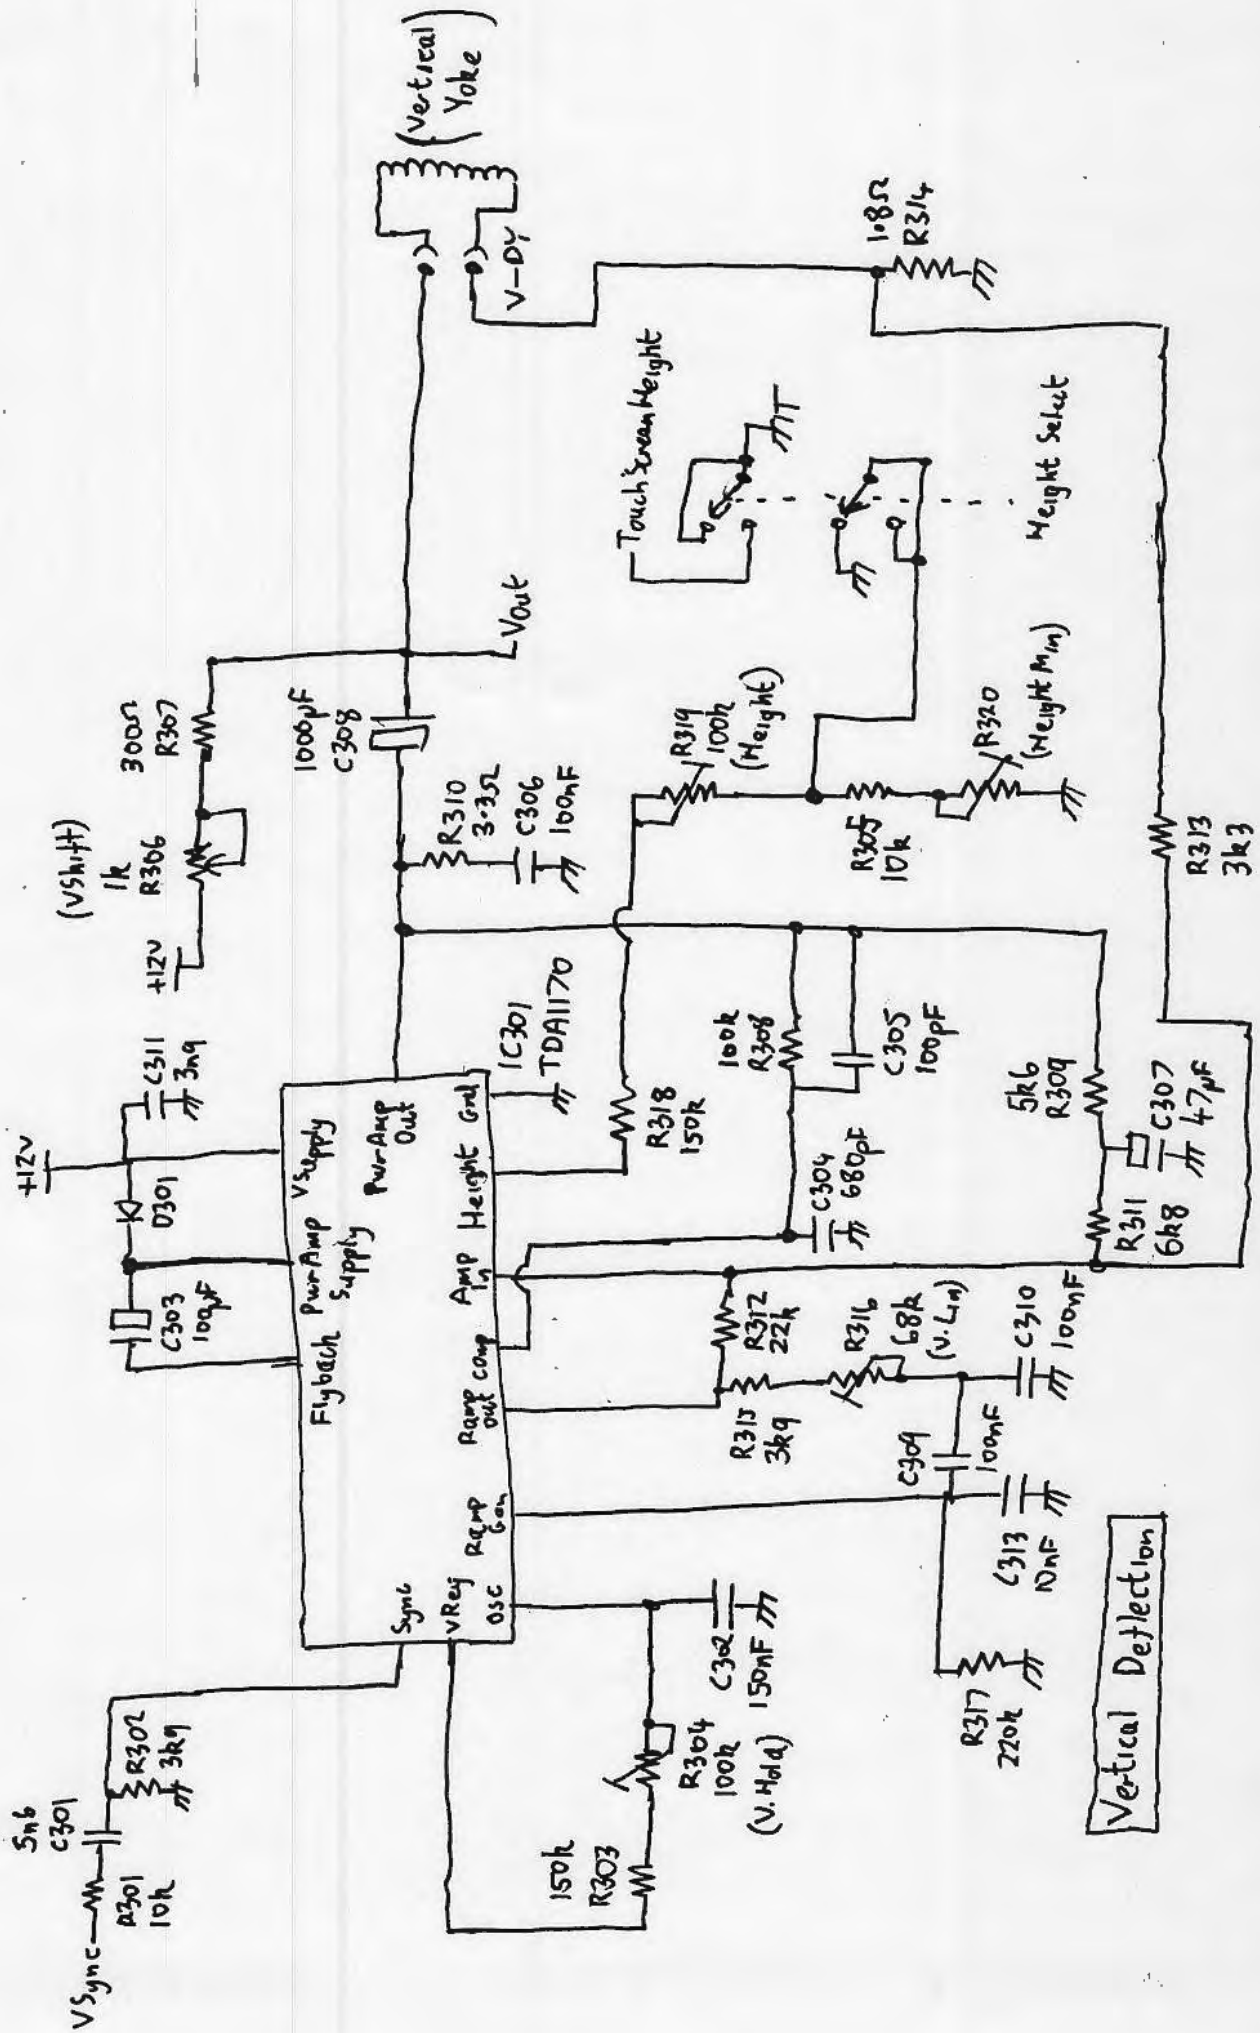 VSync
R301
10k
5n6
C301
R302
3k9
+12v
C303
100µF
D301
C311
3n9
+12v
(VShift)
1k
R306
300Ω
R307
1000µF
C308
R310
3.3Ω
C306
100nF
VOut
V-DY
(Vertical
Yoke)
Sync
VRef
Osc
Ramp
Gen
Ramp
out
Comp
Amp
In
Height
Gnd
Flyback
PwrAmp
Supply
VSupply
PwrAmp
Out
IC301
TDA1170
150k
R303
R304
100k
(V.Hold)
C302
150nF
R317
220k
C313
10nF
C309
100nF
C310
100nF
R315
3k9
R316
68k
(V.Lin)
R312
22k
C304
680pF
R318
150k
100k
R308
C305
100pF
R311
6k8
5k6
R309
C307
47µF
R319
100k
(Height)
R305
10k
R320
(Height Min)
Touch Screen Height
T
Height Select
1.8Ω
R314
R313
3k3
Vertical Deflection